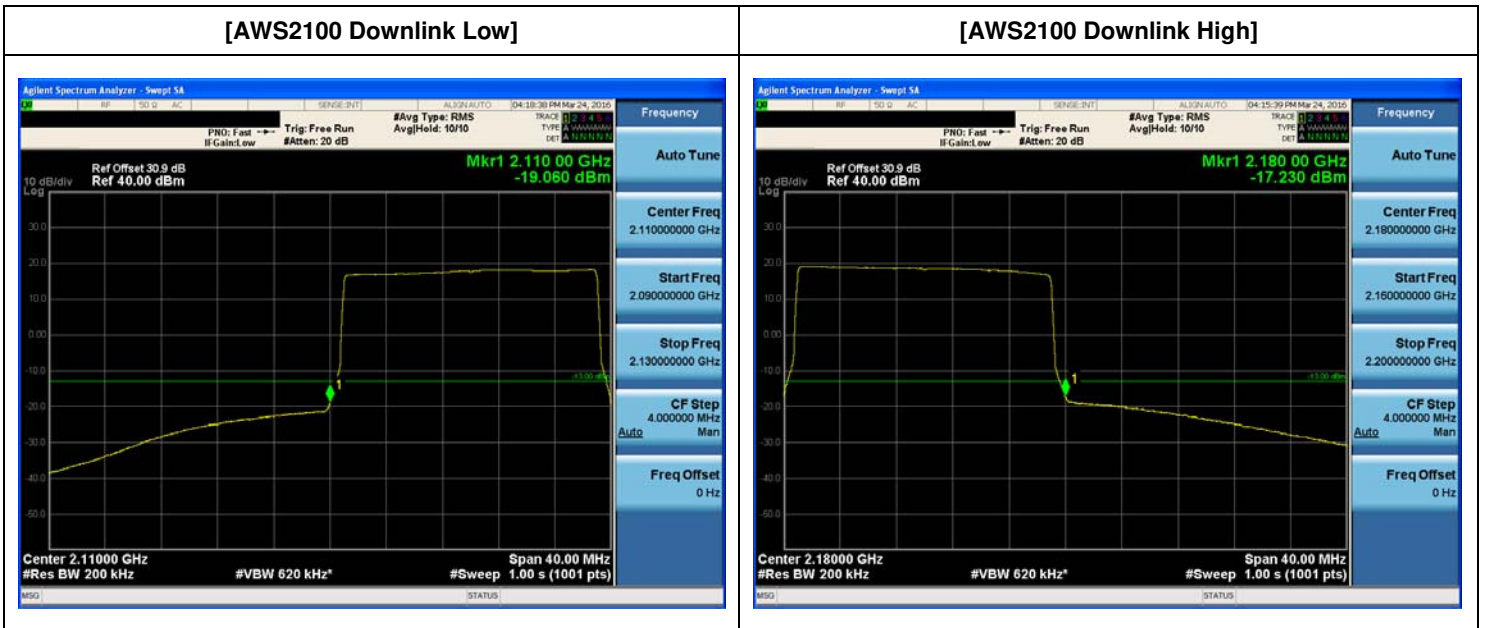 [AWS2100 Downlink Low]
[AWS2100 Downlink High]
Agilent Spectrum Analyzer - Swept SA
RF 50 Ω AC SENSE:INT ALIGN AUTO 04:18:38 PM Mar 24, 2016
#Avg Type: RMS TRACE 1 2 3 4 5 6
PNO: Fast Trig: Free Run Avg|Hold: 10/10 TYPE
IFGain:Low #Atten: 20 dB DET A N N N N N
Mkr1 2.110 00 GHz
-19.060 dBm
Ref Offset 30.9 dB
10 dB/div Ref 40.00 dBm
Log
30.0
20.0
10.0
0.00
-10.0
-20.0
-30.0
-40.0
-50.0
1
-13.00 dBm
Center 2.11000 GHz Span 40.00 MHz
#Res BW 200 kHz #VBW 620 kHz* #Sweep 1.00 s (1001 pts)
MSG STATUS
Frequency
Auto Tune
Center Freq
2.110000000 GHz
Start Freq
2.090000000 GHz
Stop Freq
2.130000000 GHz
CF Step
4.000000 MHz
Auto Man
Freq Offset
0 Hz
Agilent Spectrum Analyzer - Swept SA
RF 50 Ω AC SENSE:INT ALIGN AUTO 04:15:39 PM Mar 24, 2016
#Avg Type: RMS TRACE 1 2 3 4 5 6
PNO: Fast Trig: Free Run Avg|Hold: 10/10 TYPE
IFGain:Low #Atten: 20 dB DET A N N N N N
Mkr1 2.180 00 GHz
-17.230 dBm
Ref Offset 30.9 dB
10 dB/div Ref 40.00 dBm
Log
30.0
20.0
10.0
0.00
-10.0
-20.0
-30.0
-40.0
-50.0
1
-13.00 dBm
Center 2.18000 GHz Span 40.00 MHz
#Res BW 200 kHz #VBW 620 kHz* #Sweep 1.00 s (1001 pts)
MSG STATUS
Frequency
Auto Tune
Center Freq
2.180000000 GHz
Start Freq
2.160000000 GHz
Stop Freq
2.200000000 GHz
CF Step
4.000000 MHz
Auto Man
Freq Offset
0 Hz